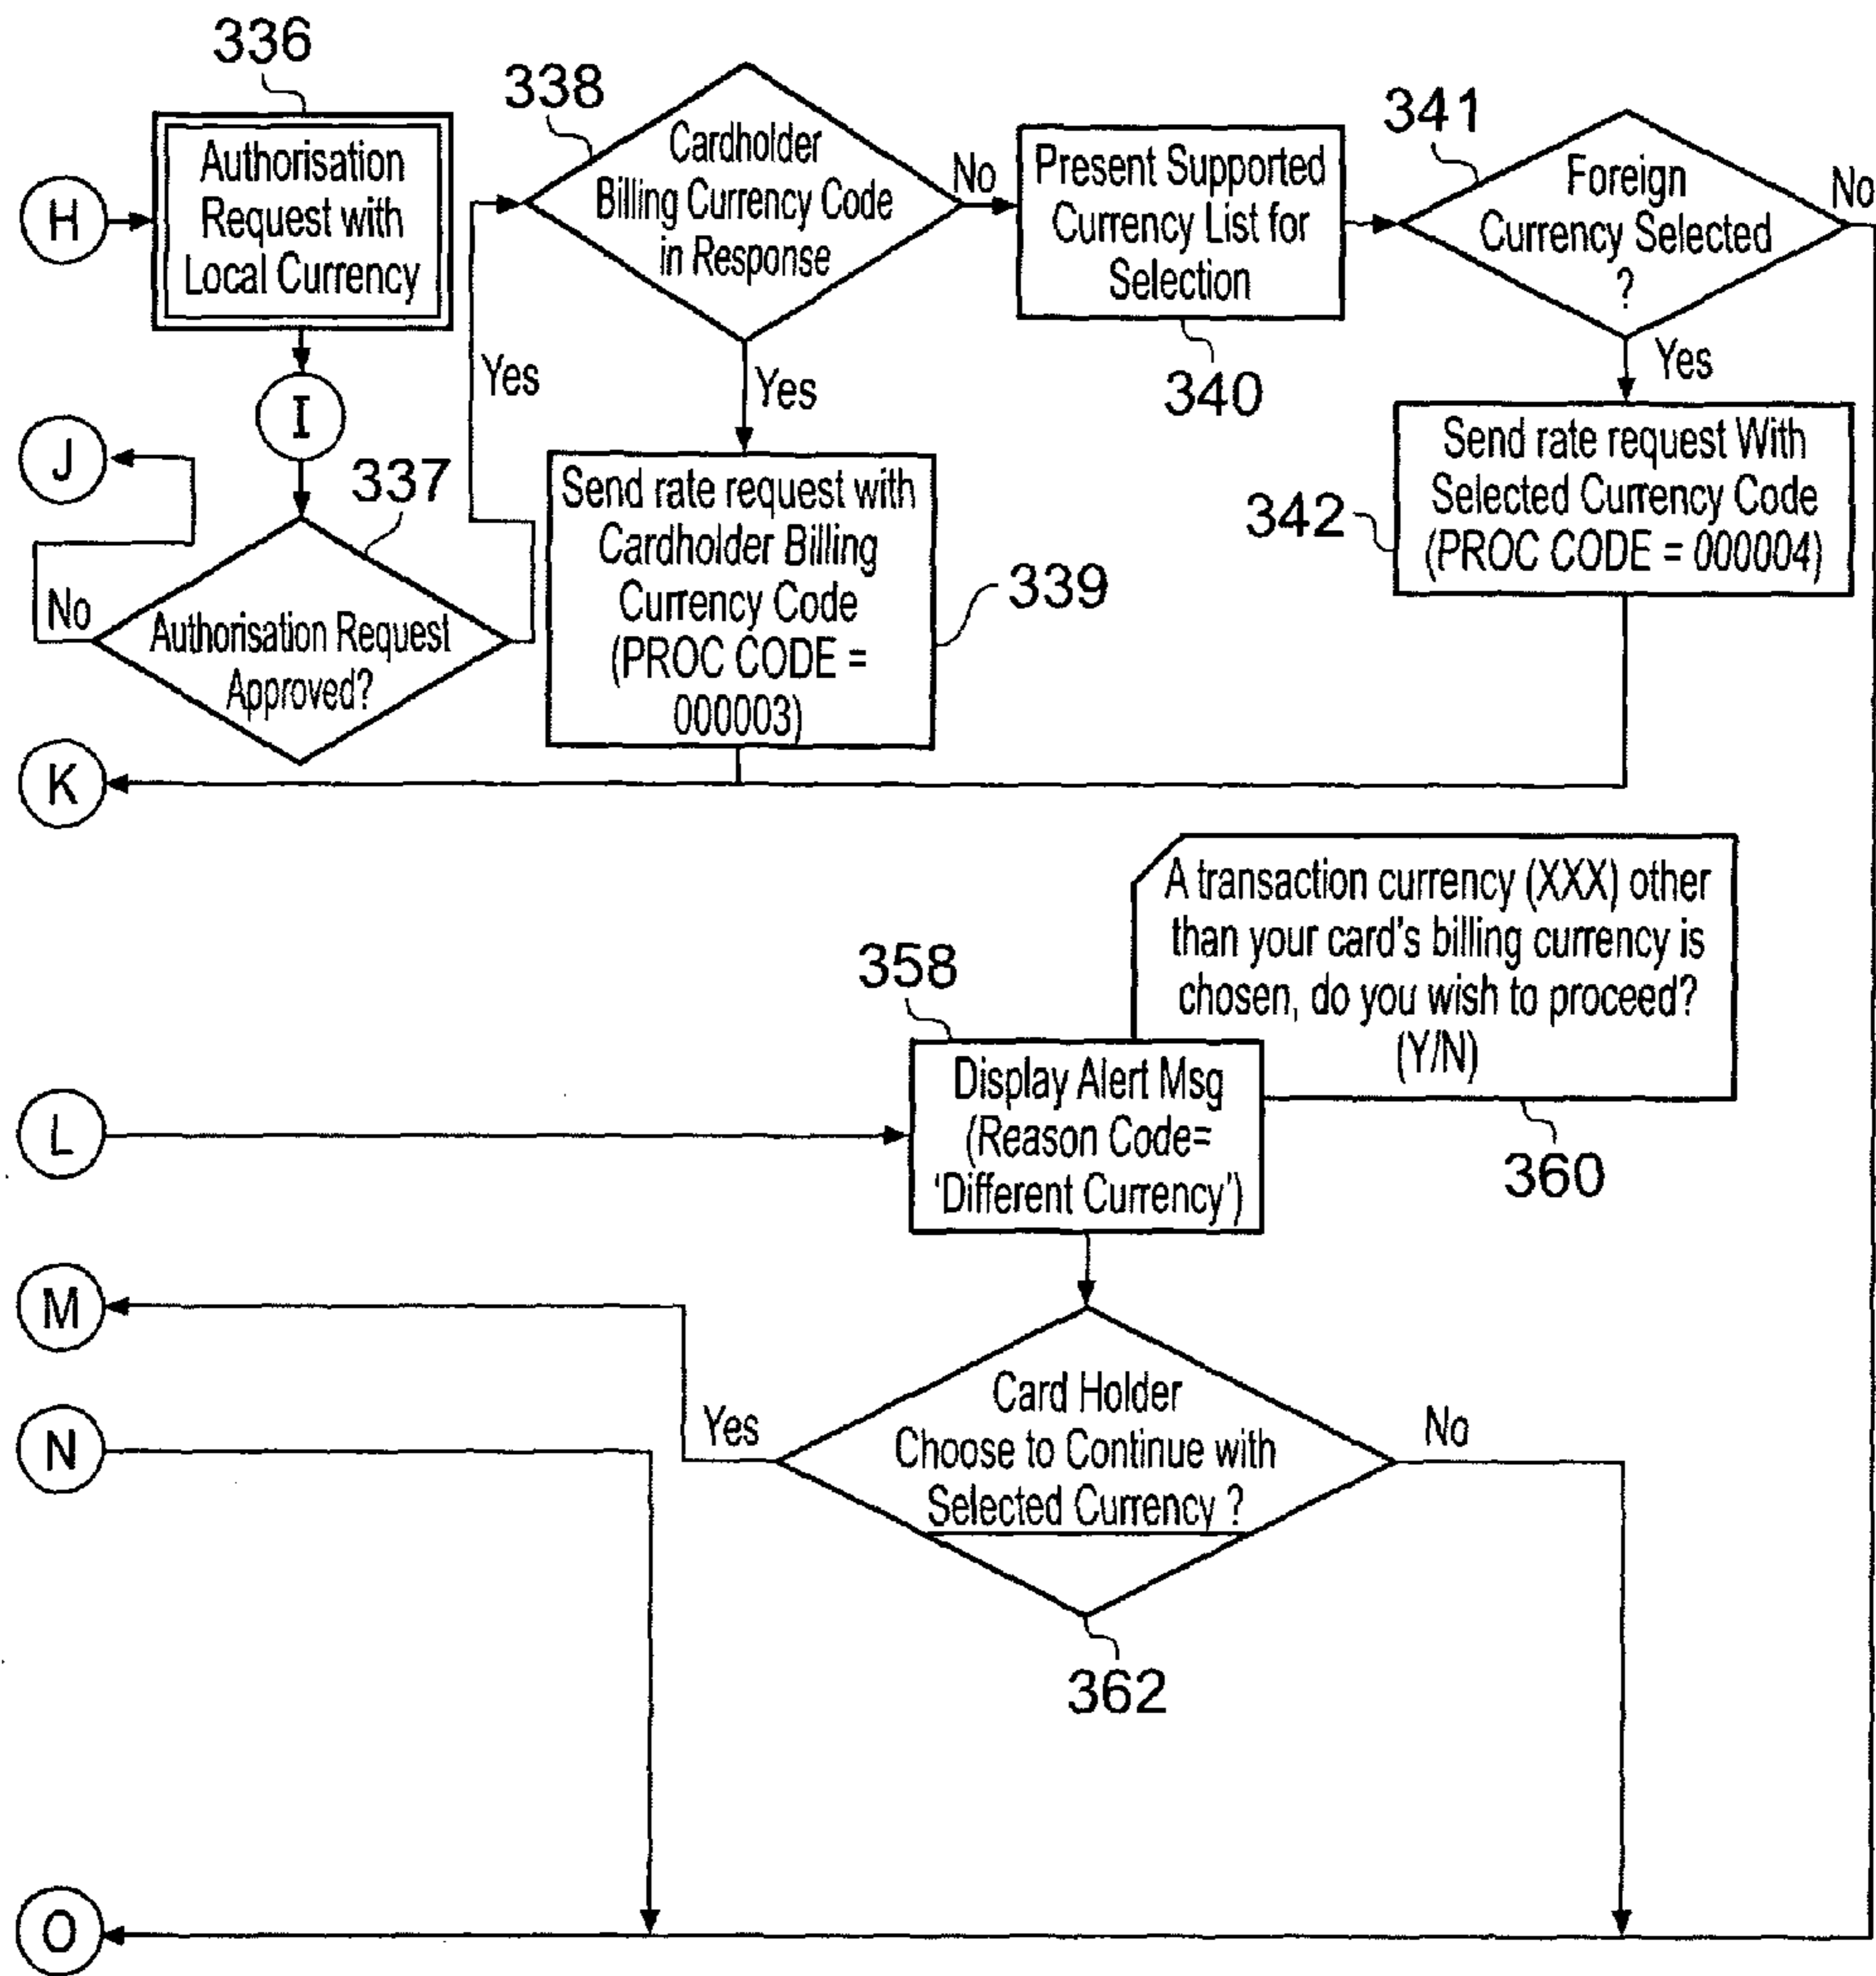 336
Authorisation
Request with
Local Currency
H
I
J
337
No
Yes
Authorisation Request
Approved?
K
338
Cardholder
Billing Currency Code
in Response
No
Yes
Send rate request with
Cardholder Billing
Currency Code
(PROC CODE =
000003)
339
Present Supported
Currency List for
Selection
340
341
Foreign
Currency Selected
?
No
Yes
Send rate request With
Selected Currency Code
(PROC CODE = 000004)
342
A transaction currency (XXX) other
than your card's billing currency is
chosen, do you wish to proceed?
(Y/N)
360
358
Display Alert Msg
(Reason Code=
'Different Currency')
L
M
N
Yes
Card Holder
Choose to Continue with
Selected Currency ?
No
362
O